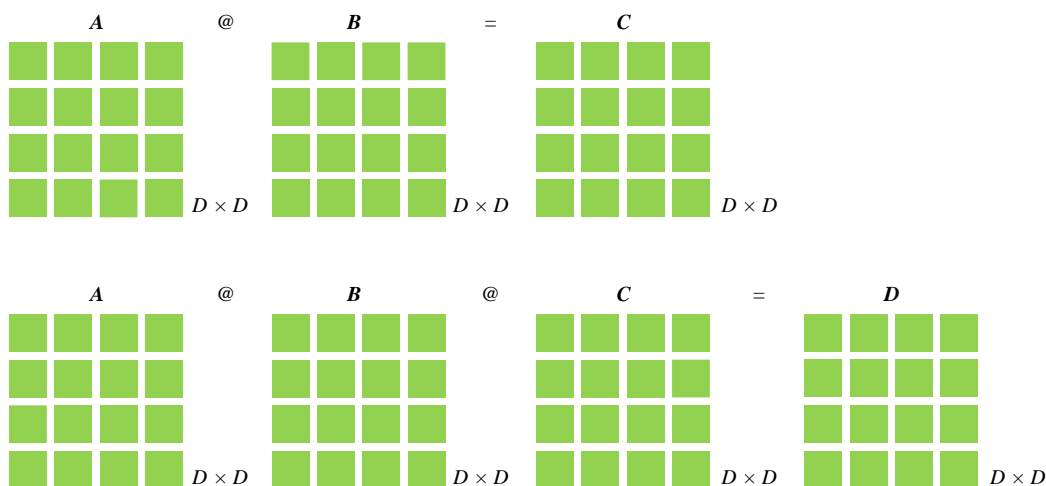 A @ B = C
D × D D × D D × D
A @ B @ C = D
D × D D × D D × D D × D